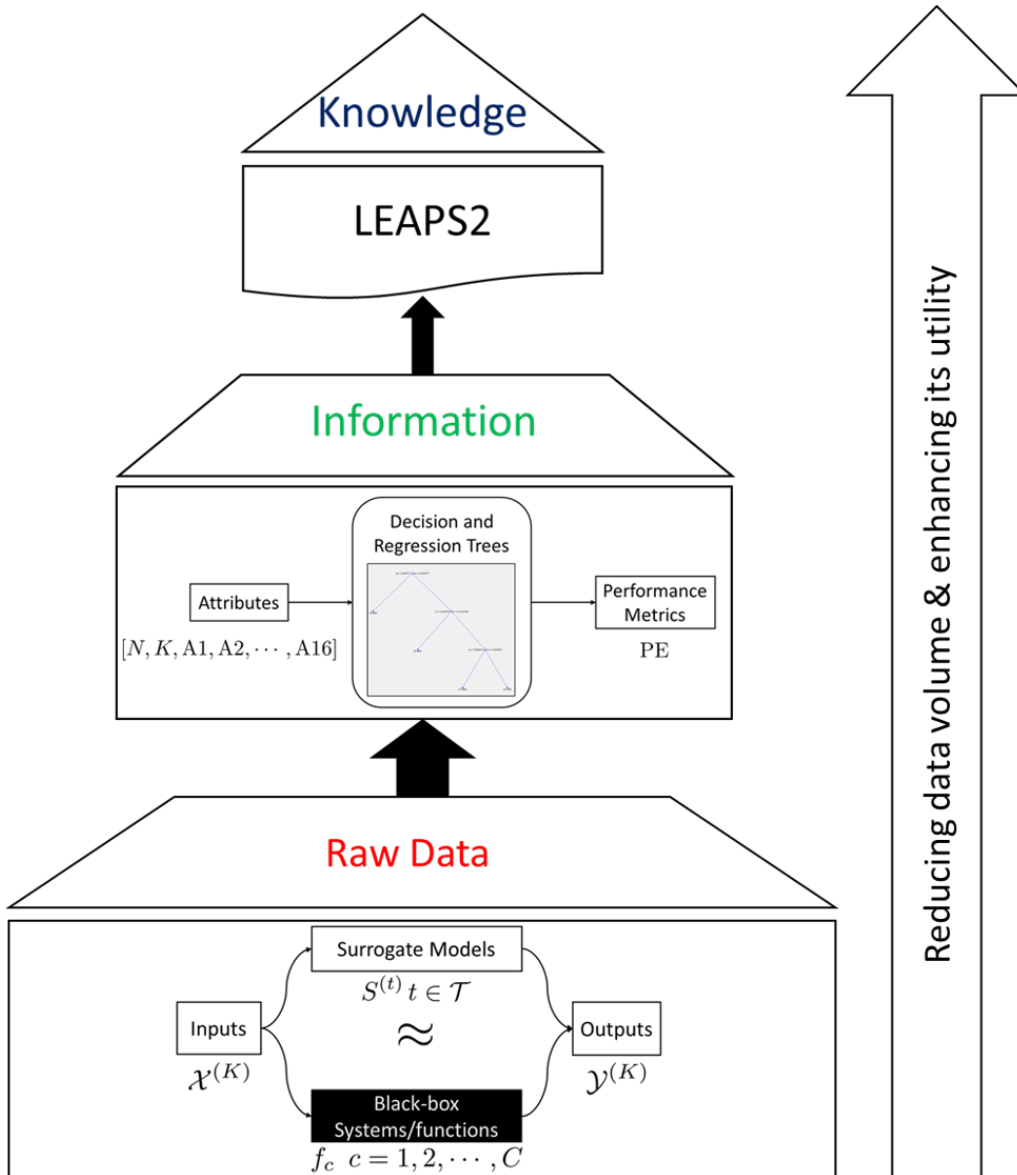 Knowledge
LEAPS2
Information
Decision and
Regression Trees
Attributes
[N, K, A1, A2, ⋯ , A16]
Performance
Metrics
PE
Raw Data
Surrogate Models
S^(t) t ∈ 𝒯
Inputs
𝒳^(K)
≈
Outputs
𝒴^(K)
Black-box
Systems/functions
f_c c = 1, 2, ⋯ , C
Reducing data volume & enhancing its utility